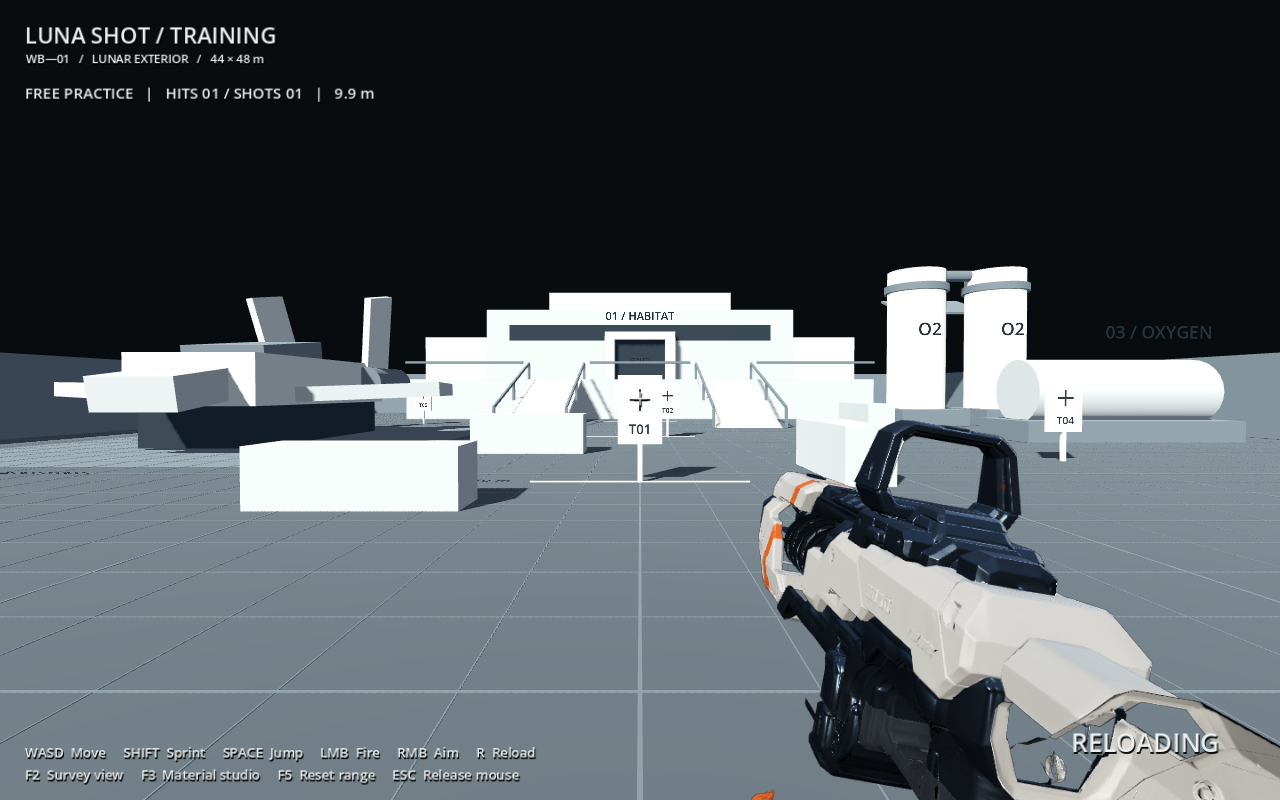 LUNA SHOT / TRAINING
WB—01 / LUNAR EXTERIOR / 44 × 48 m
FREE PRACTICE | HITS 01 / SHOTS 01 | 9.9 m
01 / HABITAT
O2 O2
03 / OXYGEN
T02
T04
T01
RELOADING
WASD Move SHIFT Sprint SPACE Jump LMB Fire RMB Aim R Reload
F2 Survey view F3 Material studio F5 Reset range ESC Release mouse